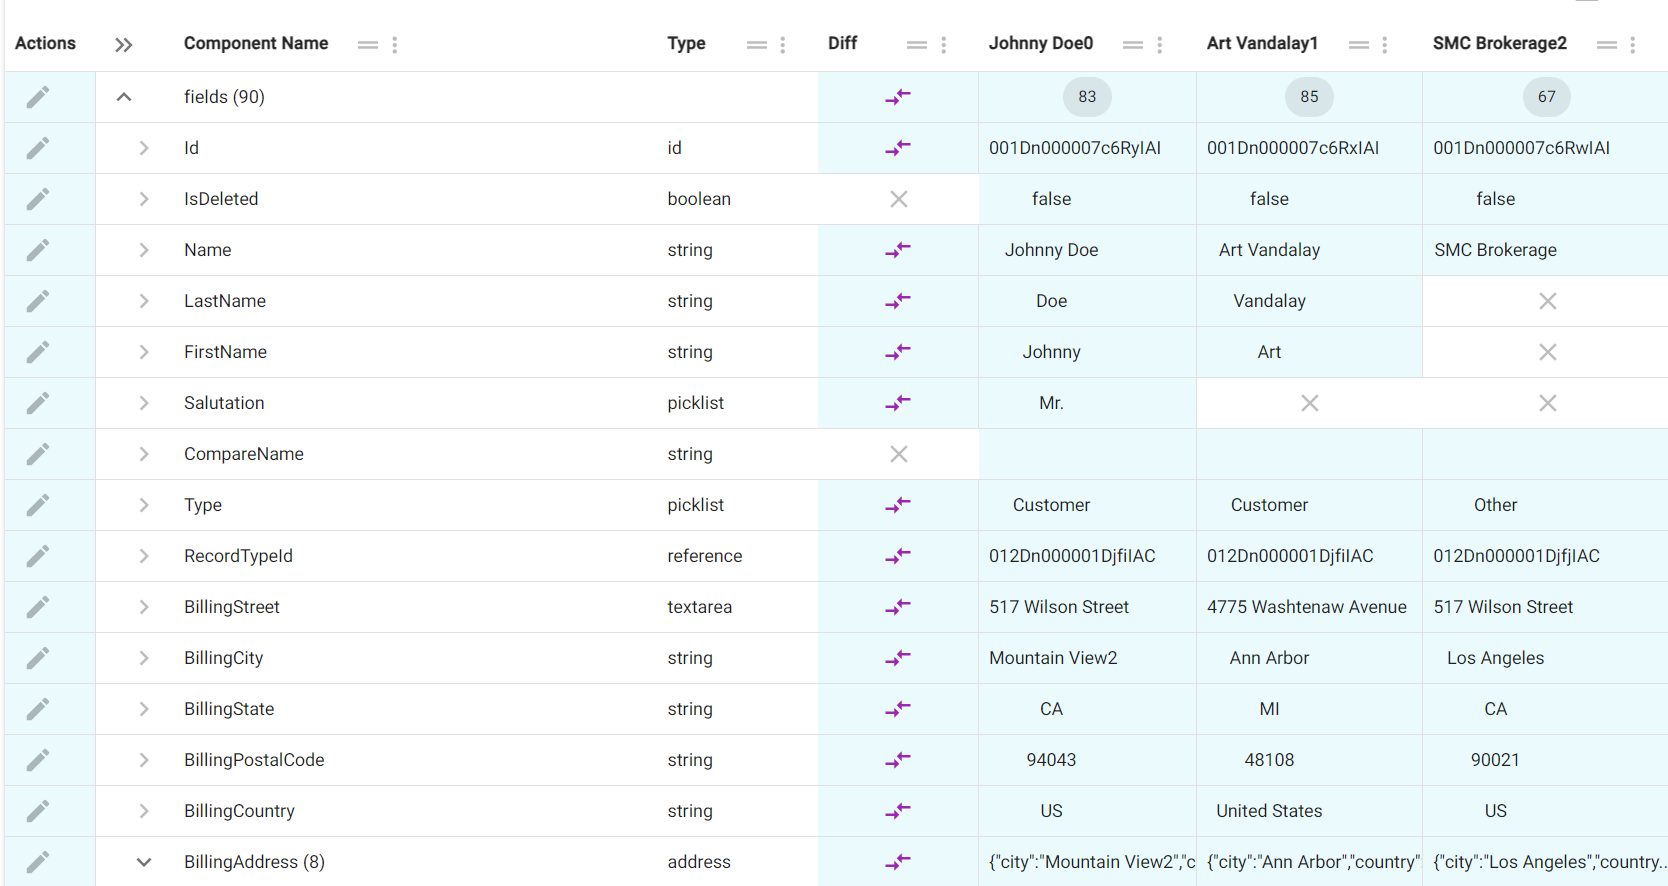 Actions Component Name Type Diff Johnny Doe0 Art Vandalay1 SMC Brokerage2
fields (90) 83 85 67
Id id 001Dn000007c6RyIAI 001Dn000007c6RxIAI 001Dn000007c6RwIAI
IsDeleted boolean false false false
Name string Johnny Doe Art Vandalay SMC Brokerage
LastName string Doe Vandalay
FirstName string Johnny Art
Salutation picklist Mr.
CompareName string
Type picklist Customer Customer Other
RecordTypeId reference 012Dn000001DjfiIAC 012Dn000001DjfiIAC 012Dn000001DjfjIAC
BillingStreet textarea 517 Wilson Street 4775 Washtenaw Avenue 517 Wilson Street
BillingCity string Mountain View2 Ann Arbor Los Angeles
BillingState string CA MI CA
BillingPostalCode string 94043 48108 90021
BillingCountry string US United States US
BillingAddress (8) address {"city":"Mountain View2","c {"city":"Ann Arbor","country": {"city":"Los Angeles","country...